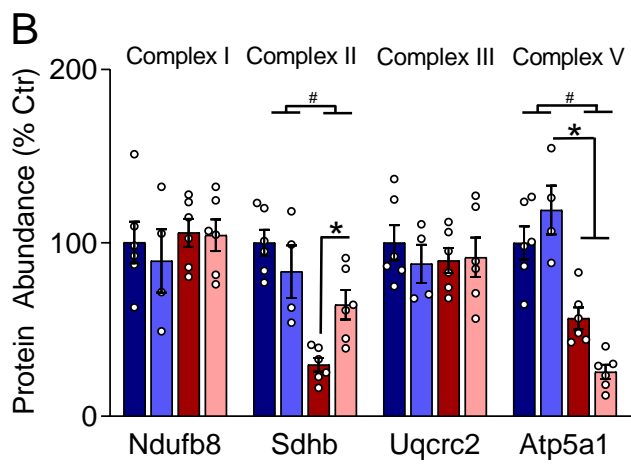 B
Complex I Complex II Complex III Complex V
Protein Abundance (% Ctr)
200
100
0
# #
* *
Ndufb8 Sdhb Uqcrc2 Atp5a1